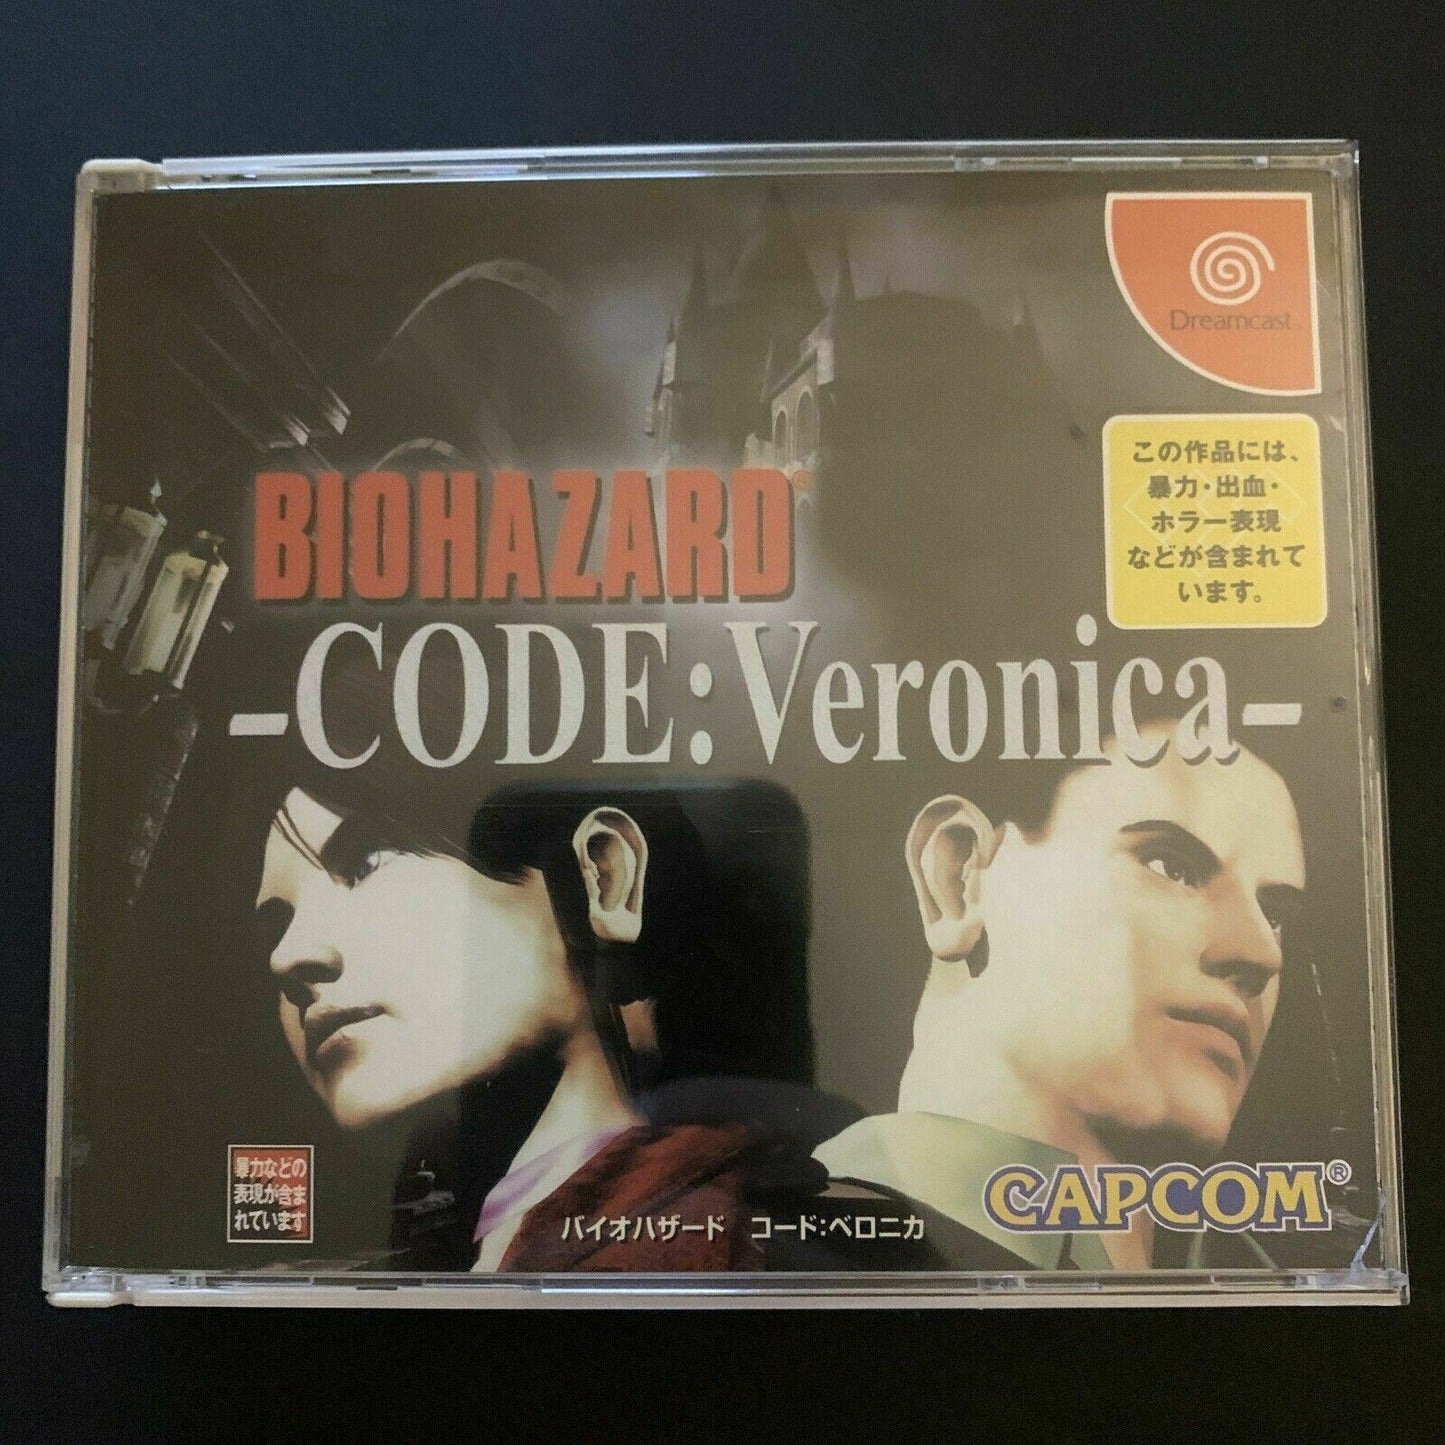 Dreamcast
この作品には、
暴力・出血・
ホラー表現
などが含まれて
います。
BIOHAZARD®
-CODE:Veronica-
暴力などの
表現が含ま
れています
バイオハザード コード:ベロニカ
CAPCOM®